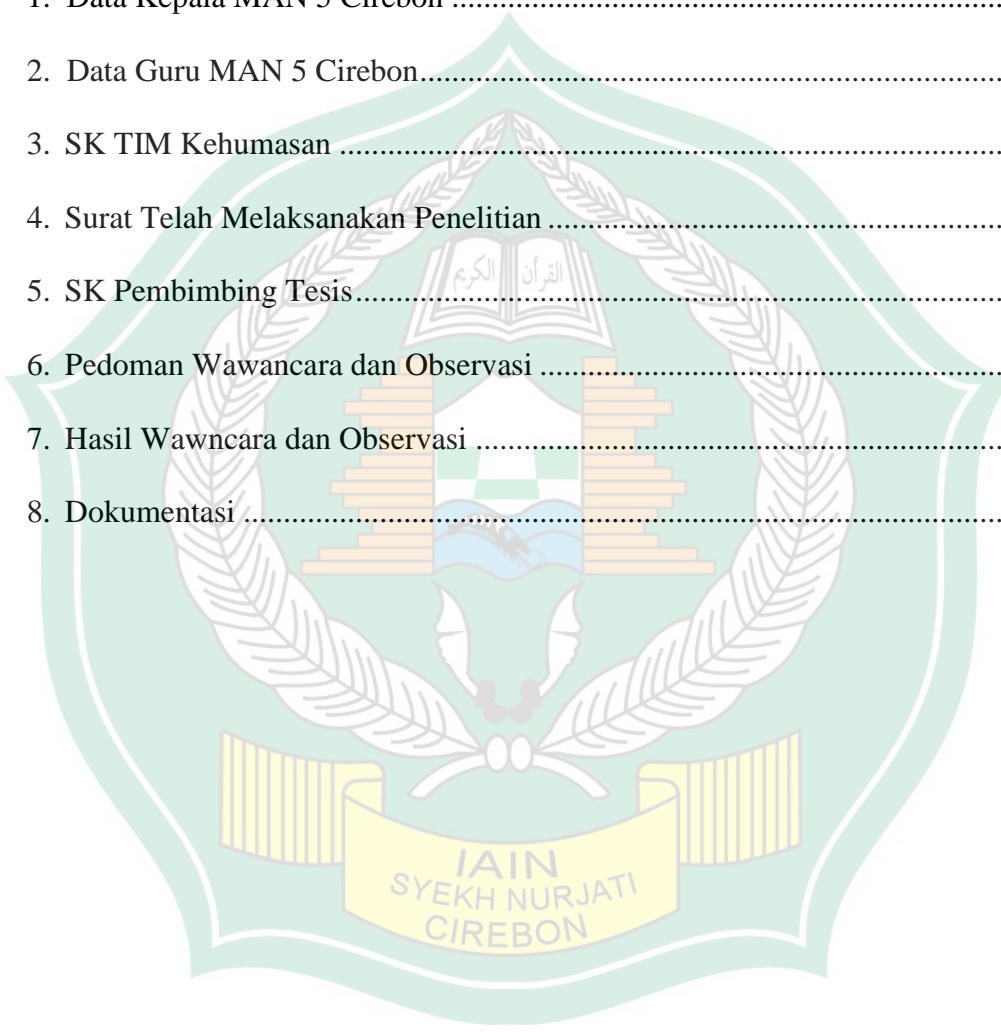 1. Data Kepala MAN 5 Cirebon ........................................................................
2. Data Guru MAN 5 Cirebon............................................................................
3. SK TIM Kehumasan ......................................................................................
4. Surat Telah Melaksanakan Penelitian ............................................................
5. SK Pembimbing Tesis....................................................................................
6. Pedoman Wawancara dan Observasi .............................................................
7. Hasil Wawncara dan Observasi .....................................................................
8. Dokumentasi .................................................................................................
القرأن الكريم
IAIN
SYEKH NURJATI
CIREBON